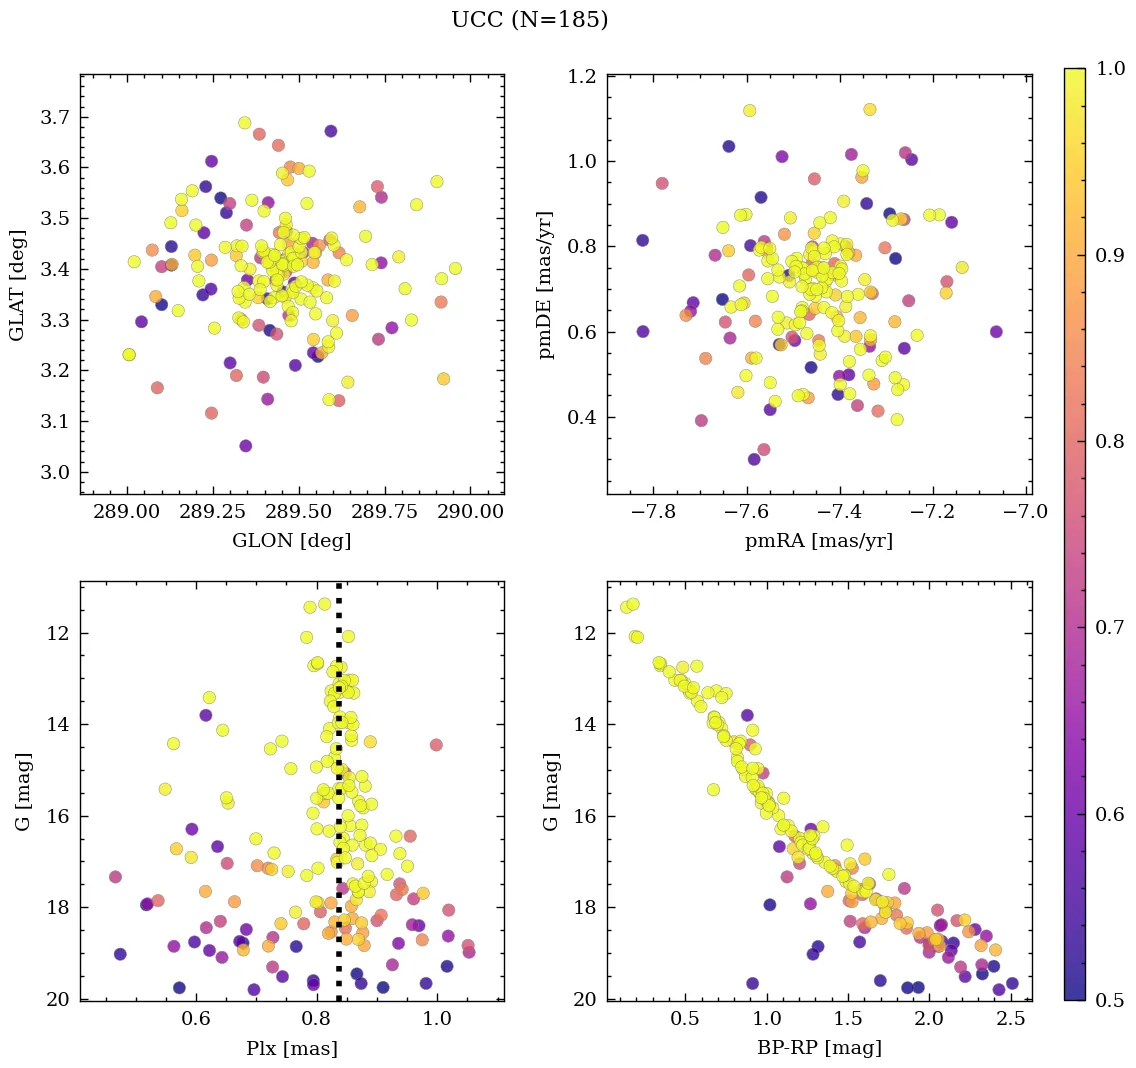 UCC (N=185)
3.7
3.6
3.5
3.4
3.3
3.2
3.1
3.0
GLAT [deg]
289.00 289.25 289.50 289.75 290.00
GLON [deg]
1.2
1.0
0.8
0.6
0.4
pmDE [mas/yr]
−7.8 −7.6 −7.4 −7.2 −7.0
pmRA [mas/yr]
12
14
16
18
20
G [mag]
0.6 0.8 1.0
Plx [mas]
12
14
16
18
20
G [mag]
0.5 1.0 1.5 2.0 2.5
BP-RP [mag]
1.0
0.9
0.8
0.7
0.6
0.5